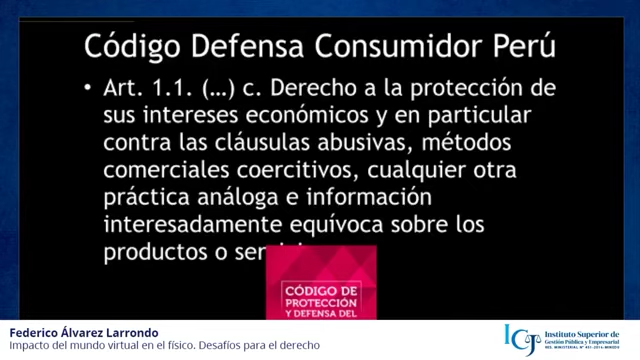 Código Defensa Consumidor Perú
• Art. 1.1. (...) c. Derecho a la protección de
sus intereses económicos y en particular
contra las cláusulas abusivas, métodos
comerciales coercitivos, cualquier otra
práctica análoga e información
interesadamente equívoca sobre los
productos o
CÓDIGO DE
PROTECCIÓN
Y DEFENSA DEL
Federico Álvarez Larrondo
Impacto del mundo virtual en el físico. Desafíos para el derecho
Instituto Superior de
Gestión Pública y Empresarial